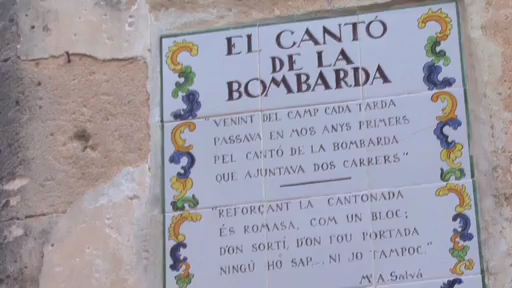 EL CANTÓ
DE LA
BOMBARDA
"VENINT DEL CAMP CADA TARDA
PASSAVA EN MOS ANYS PRIMERS
PEL CANTÓ DE LA BOMBARDA
QUE AJUNTAVA DOS CARRERS"
"REFORÇANT LA CANTONADA
ÉS ROMASA, COM UN BLOC;
D'ON SORTÍ, D'ON FOU PORTADA
NINGÚ HO SAP... NI JO TAMPOC."
Mª A. Salvá